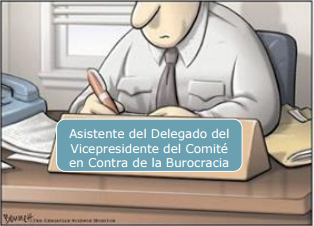 Asistente del Delegado del
Vicepresidente del Comité
en Contra de la Burocracia